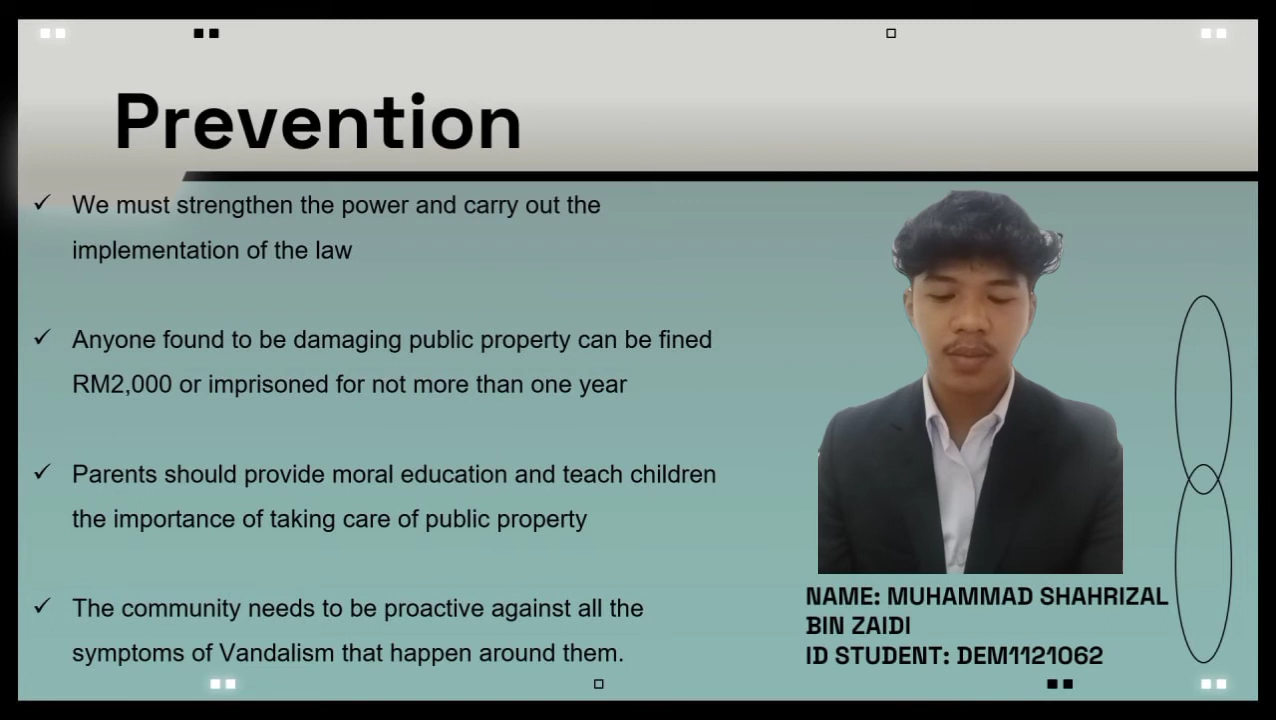 Prevention
✓ We must strengthen the power and carry out the
implementation of the law
✓ Anyone found to be damaging public property can be fined
RM2,000 or imprisoned for not more than one year
✓ Parents should provide moral education and teach children
the importance of taking care of public property
✓ The community needs to be proactive against all the
symptoms of Vandalism that happen around them.
NAME: MUHAMMAD SHAHRIZAL
BIN ZAIDI
ID STUDENT: DEM1121062